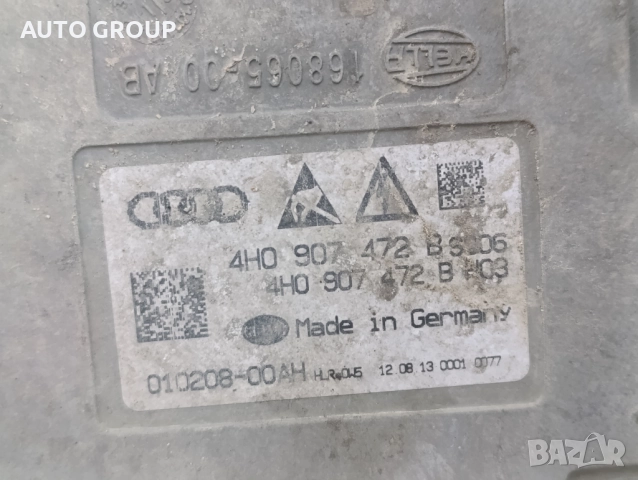 AUTO GROUP
HELLA
168065-00 AB
4H0 907 472 B S006
4H0 907 472 B H03
Made in Germany
010208-00AH 12.08.13 0001 0077
BAZAR